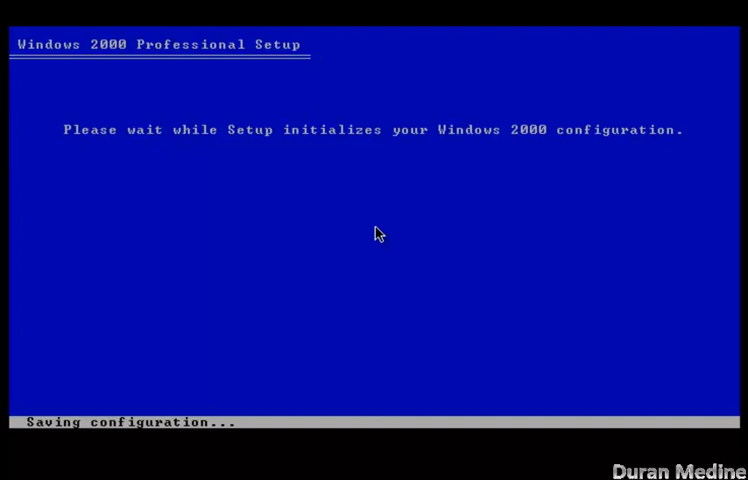 Windows 2000 Professional Setup
Please wait while Setup initializes your Windows 2000 configuration.
Saving configuration...
Duran Medine